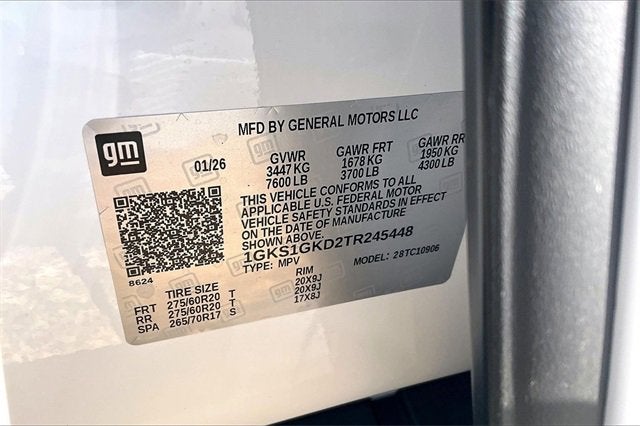 MFD BY GENERAL MOTORS LLC
gm
01/26
GVWR GAWR FRT GAWR RR
3447 KG 1678 KG 1950 KG
7600 LB 3700 LB 4300 LB
THIS VEHICLE CONFORMS TO ALL
APPLICABLE U.S. FEDERAL MOTOR
VEHICLE SAFETY STANDARDS IN EFFECT
ON THE DATE OF MANUFACTURE
SHOWN ABOVE.
1GKS1GKD2TR245448
TYPE: MPV MODEL: 28TC10906
8624
TIRE SIZE RIM
FRT 275/60R20 T 20X9J
RR 275/60R20 T 20X9J
SPA 265/70R17 S 17X8J